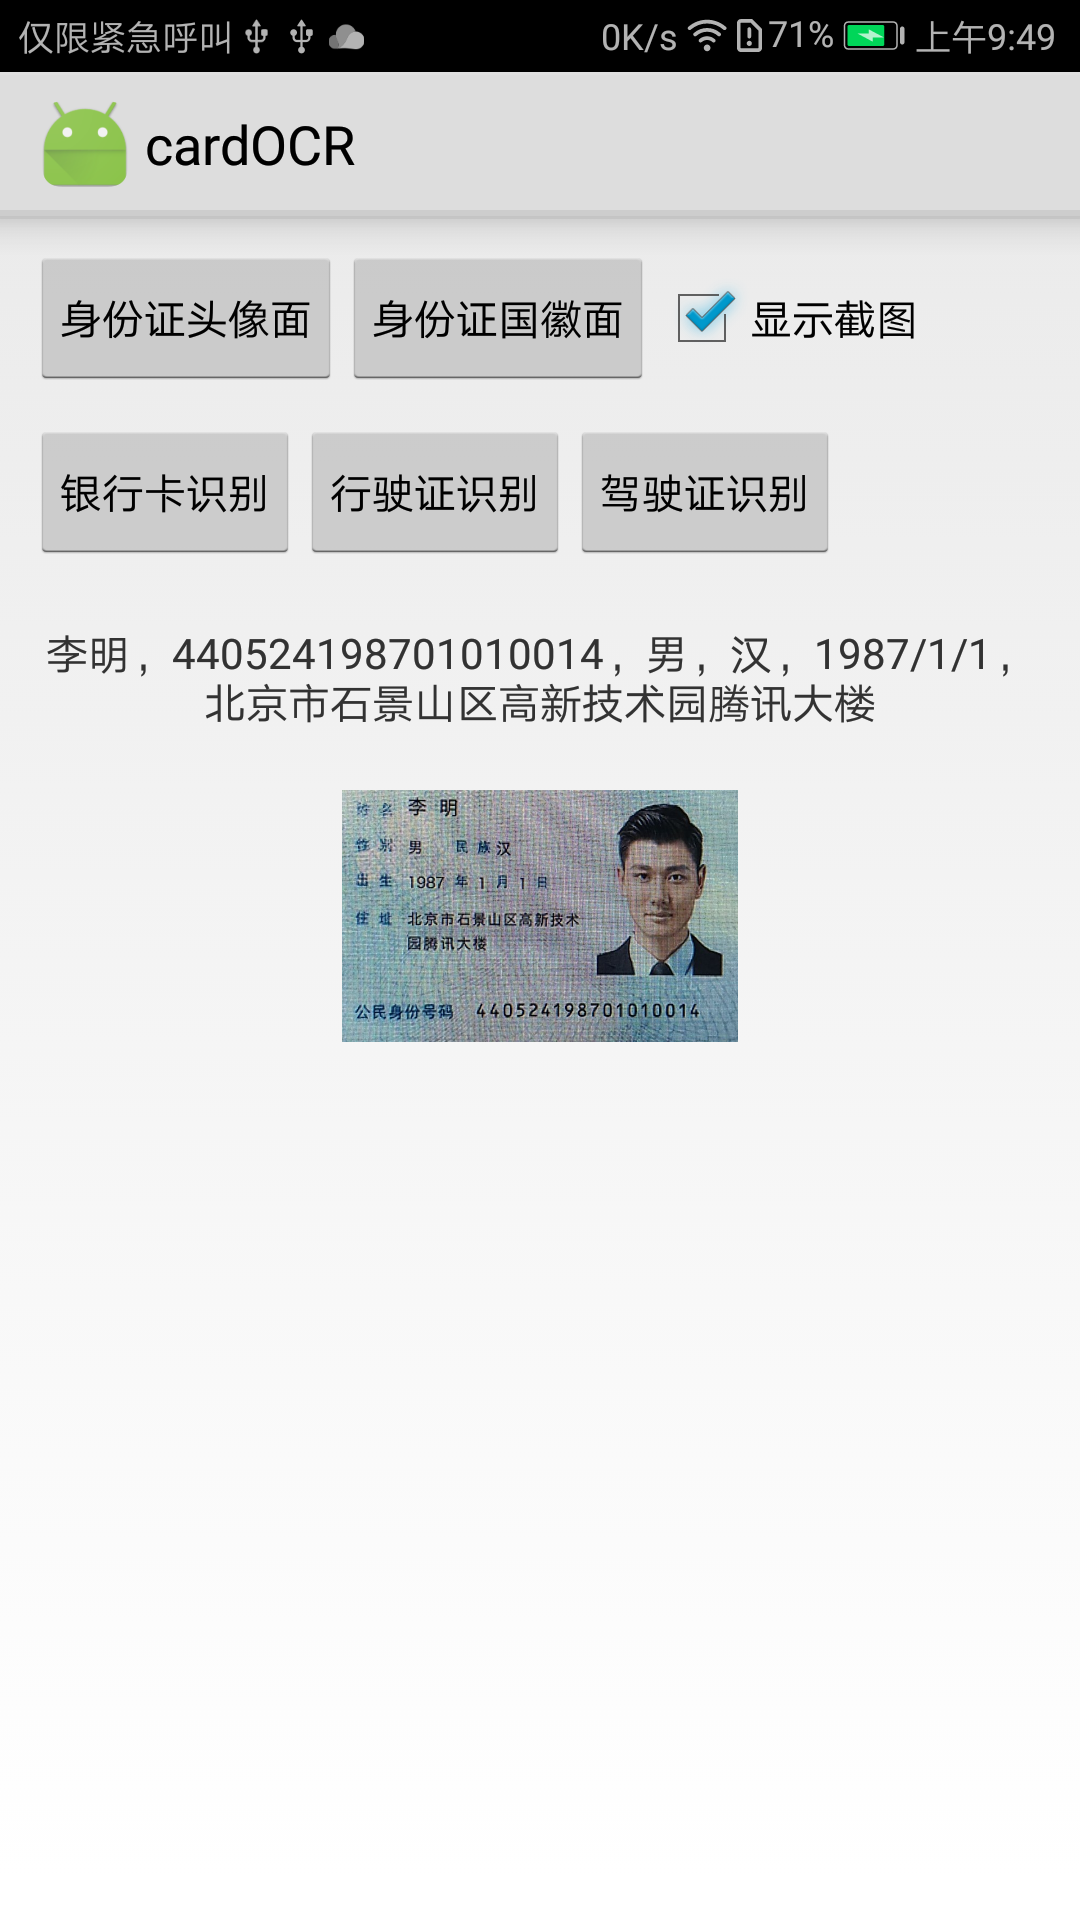 仅限紧急呼叫 0K/s 71% 上午9:49
cardOCR
身份证头像面 身份证国徽面 显示截图
银行卡识别 行驶证识别 驾驶证识别
李明，440524198701010014，男，汉，1987/1/1，
北京市石景山区高新技术园腾讯大楼
姓名 李明
性别 男 民族 汉
出生 1987 年 1 月 1 日
住址 北京市石景山区高新技术
园腾讯大楼
公民身份号码 440524198701010014